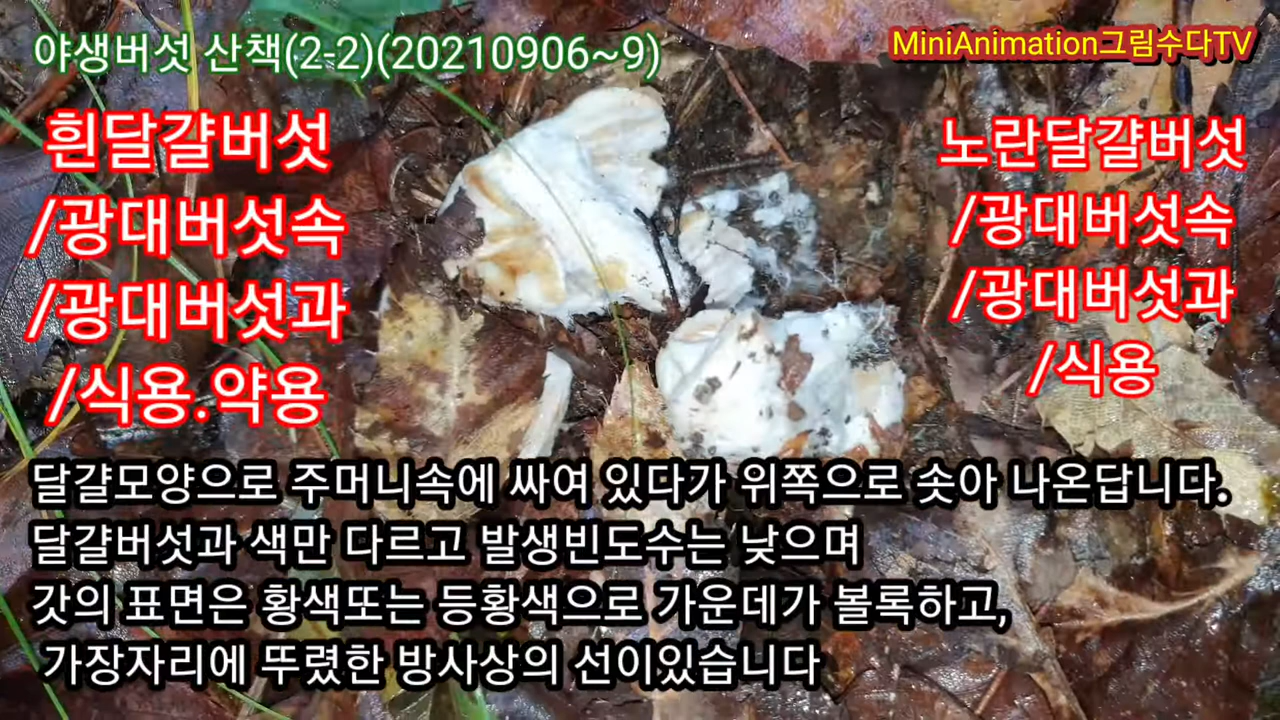 야생버섯 산책(2-2)(20210906~9)
MiniAnimation그림수다TV
흰달걀버섯
/광대버섯속
/광대버섯과
/식용.약용
노란달걀버섯
/광대버섯속
/광대버섯과
/식용
달걀모양으로 주머니속에 싸여 있다가 위쪽으로 솟아 나온답니다.
달걀버섯과 색만 다르고 발생빈도수는 낮으며
갓의 표면은 황색또는 등황색으로 가운데가 볼록하고,
가장자리에 뚜렸한 방사상의 선이있습니다